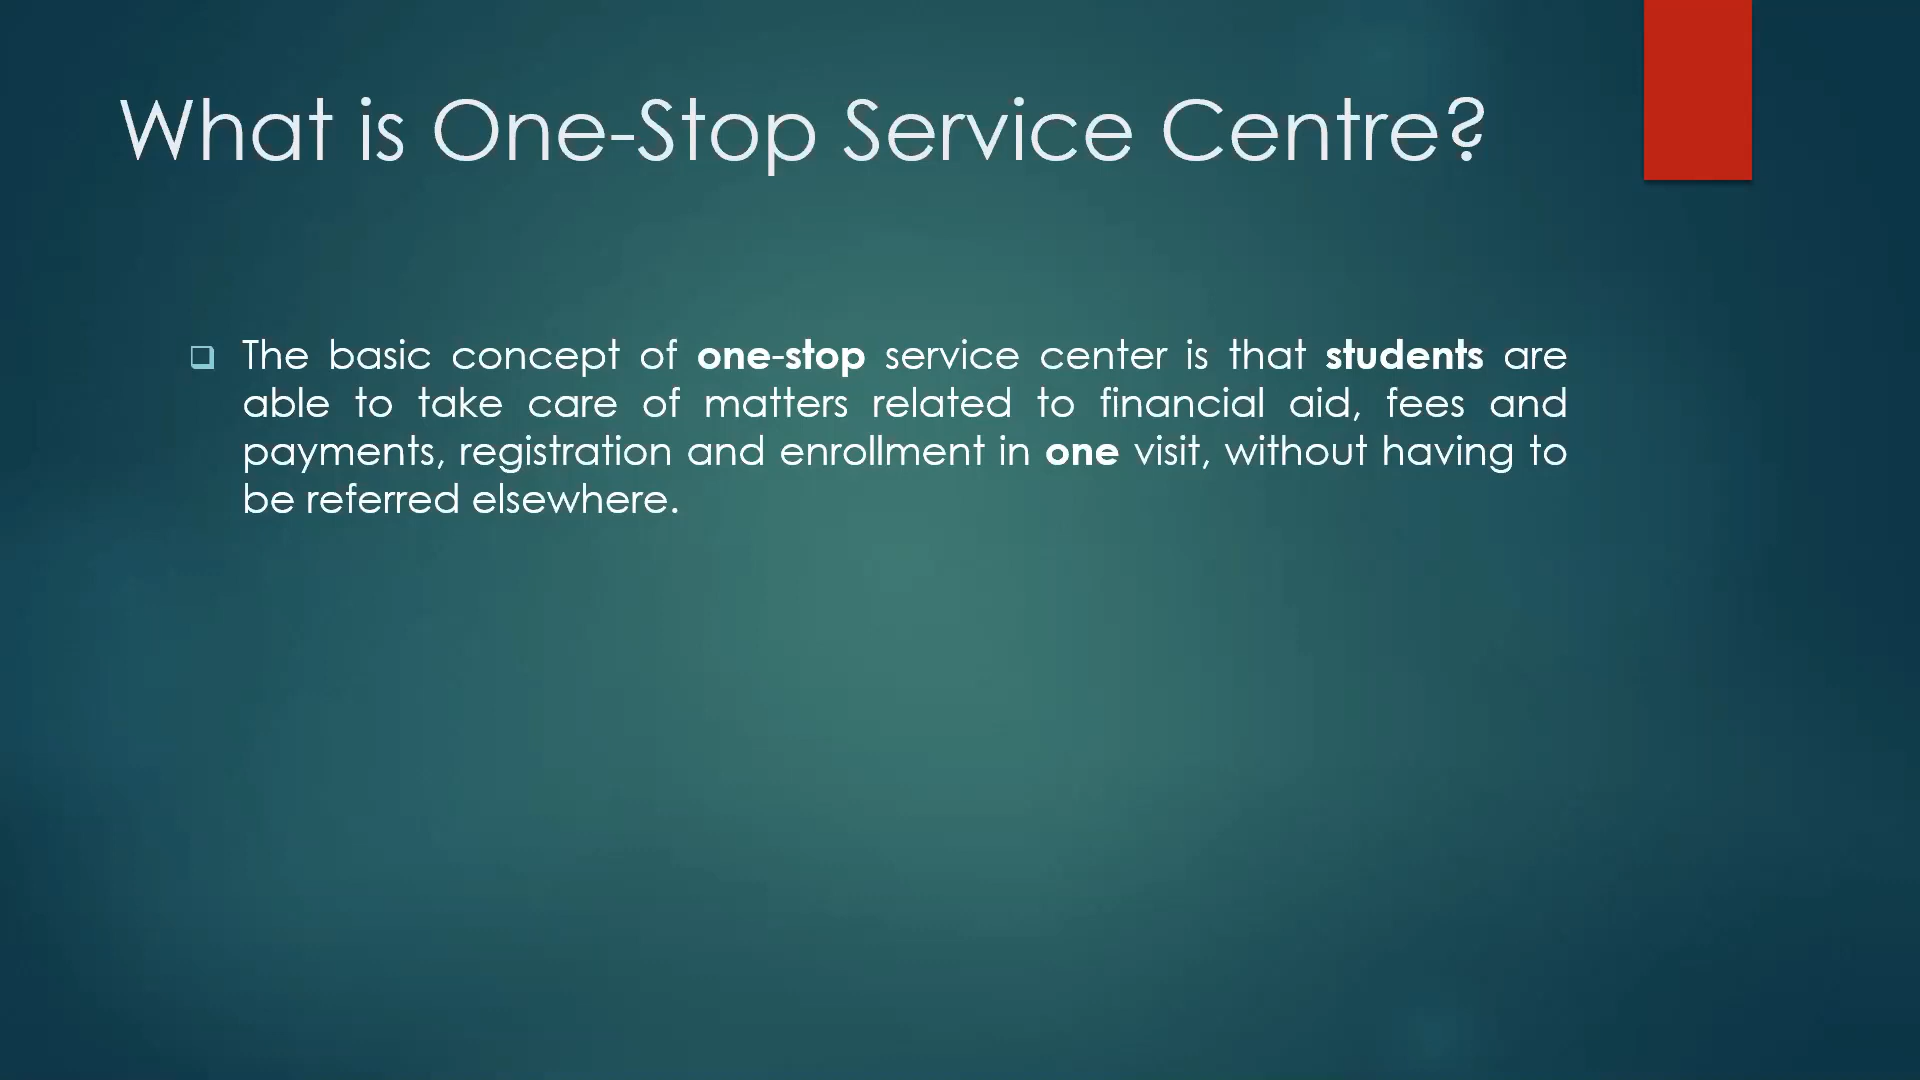 What is One-Stop Service Centre?
The basic concept of one-stop service center is that students are
able to take care of matters related to financial aid, fees and
payments, registration and enrollment in one visit, without having to
be referred elsewhere.